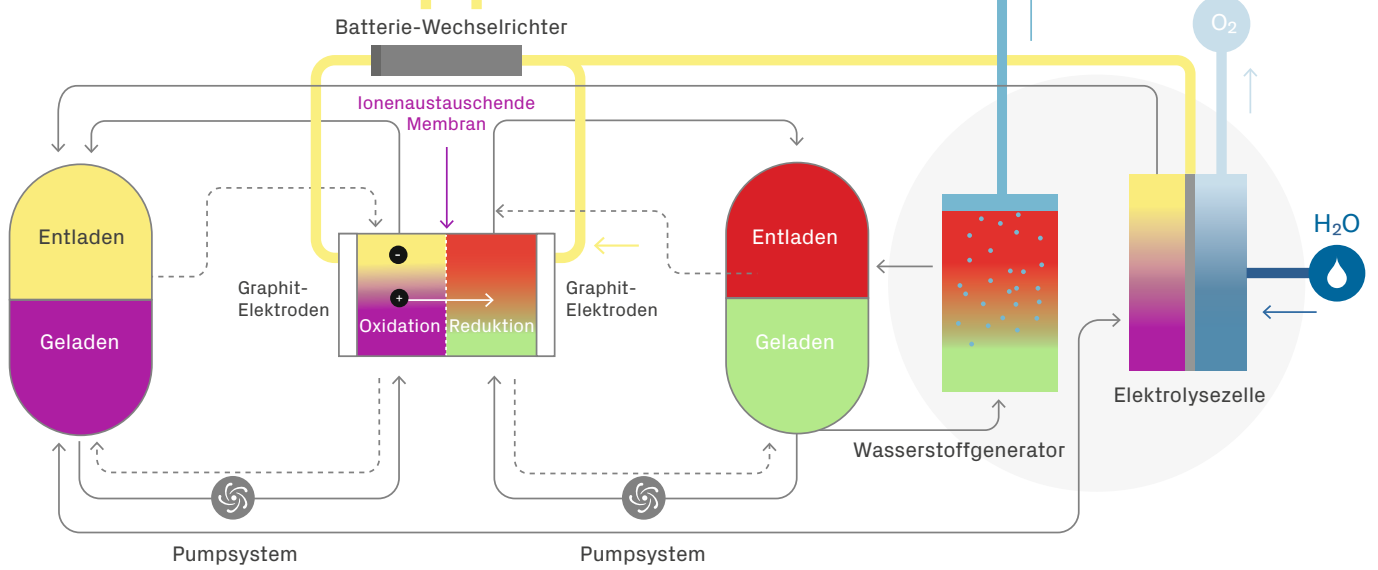 O₂
Batterie-Wechselrichter
Ionenaustauschende
Membran
H₂O
Entladen
Geladen
Graphit-
Elektroden
-
+
Oxidation
Reduktion
Graphit-
Elektroden
Entladen
Geladen
Elektrolysezelle
Wasserstoffgenerator
Pumpsystem
Pumpsystem